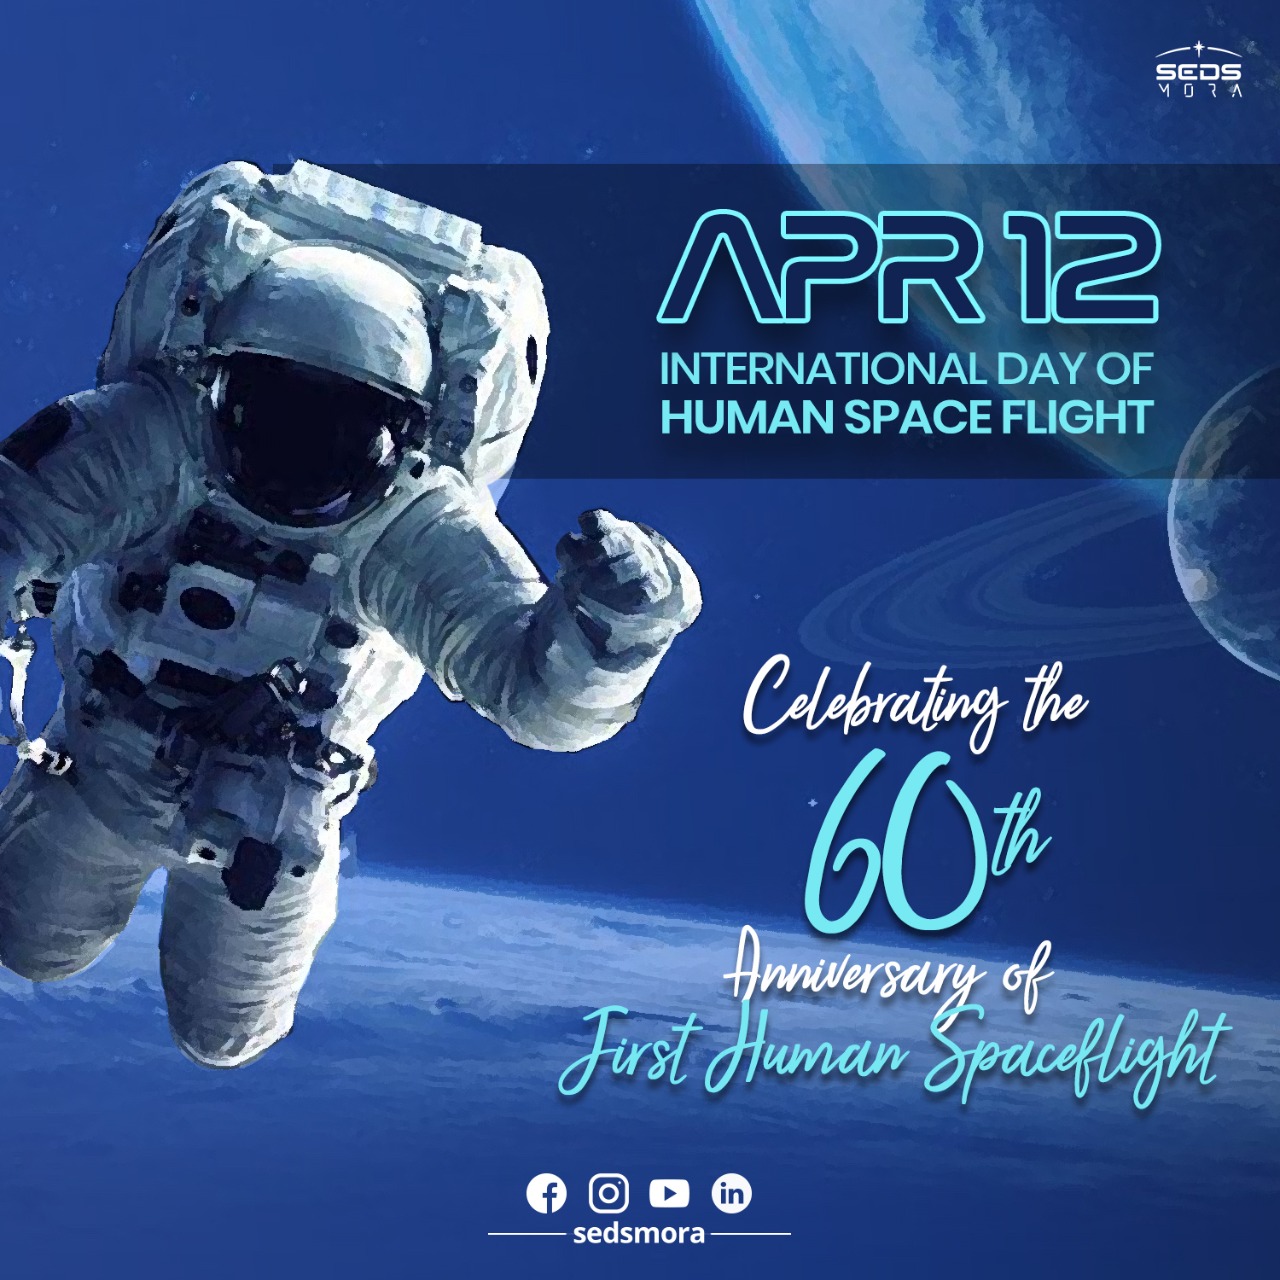 SEDS
MORA
APR 12
INTERNATIONAL DAY OF
HUMAN SPACE FLIGHT
Celebrating the
60th
Anniversary of
First Human Spaceflight
sedsmora